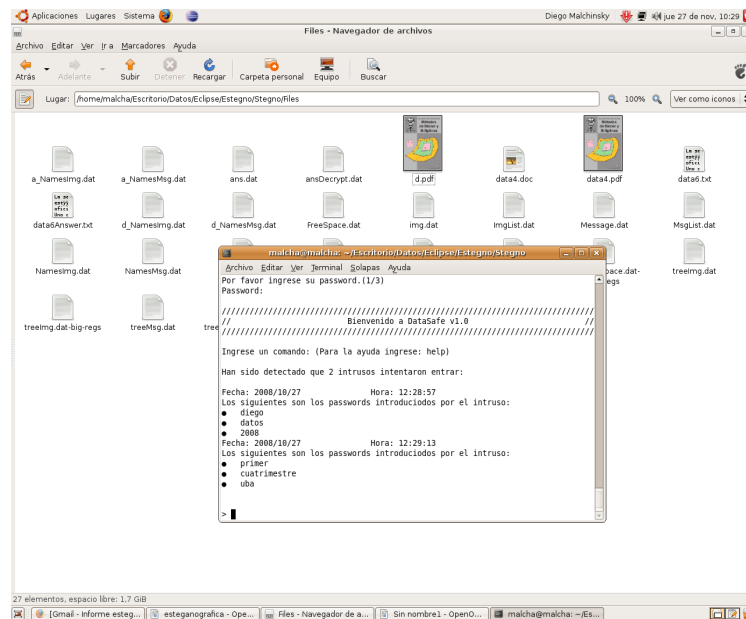 Aplicaciones Lugares Sistema Diego Malchinsky jue 27 de nov, 10:29
Files - Navegador de archivos
Archivo Editar Ver Ir a Marcadores Ayuda
Atrás Adelante Subir Detener Recargar Carpeta personal Equipo Buscar
Lugar: /home/malcha/Escritorio/Datos/Eclipse/Estegno/Stegno/Files 100% Ver como iconos
a_NamesImg.dat a_NamesMsg.dat ans.dat ansDecrypt.dat d.pdf data4.doc data4.pdf data6.txt
data6Answer.txt d_NamesImg.dat d_NamesMsg.dat FreeSpace.dat img.dat ImgList.dat Message.dat MsgList.dat
malcha@malcha: ~/Escritorio/Datos/Eclipse/Estegno/Stegno
Archivo Editar Ver Terminal Solapas Ayuda
NamesImg.dat NamesMsg.dat pace.dat- treeImg.dat
egs
treeImg.dat-big-regs treeMsg.dat tree
Por favor ingrese su password.(1/3)
Password:
////////////////////////////////////////////////////////////////////////////////
// Bienvenido a DataSafe v1.0 //
////////////////////////////////////////////////////////////////////////////////
Ingrese un comando: (Para la ayuda ingrese: help)
Han sido detectado que 2 intrusos intentaron entrar:
Fecha: 2008/10/27 Hora: 12:28:57
Los siguientes son los passwords introduciodos por el intruso:
● diego
● datos
● 2008
Fecha: 2008/10/27 Hora: 12:29:13
Los siguientes son los passwords introduciodos por el intruso:
● primer
● cuatrimestre
● uba
>
27 elementos, espacio libre: 1,7 GiB
[Gmail - Informe esteg... esteganografica - Ope... Files - Navegador de a... Sin nombre1 - OpenO... malcha@malcha: ~/Es...